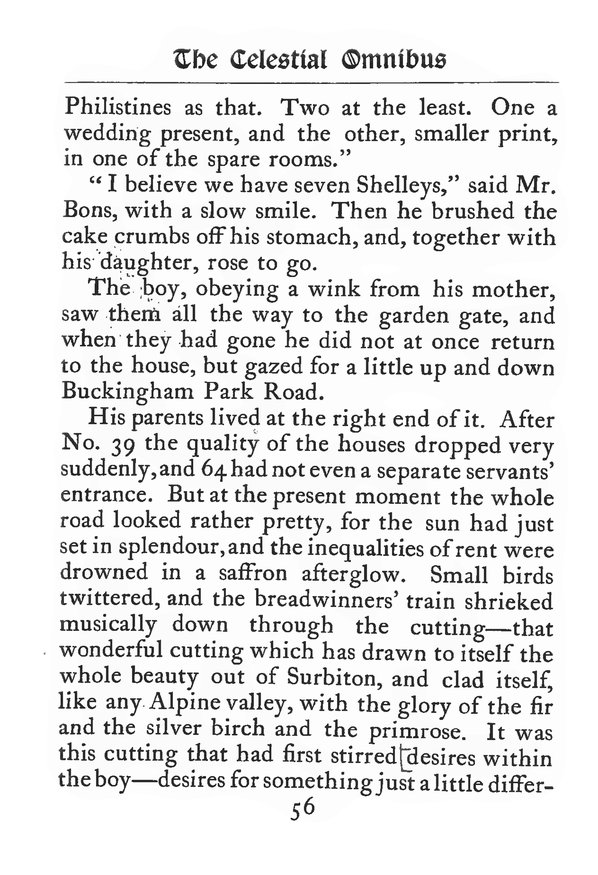 The Celestial Omnibus
Philistines as that. Two at the least. One a
wedding present, and the other, smaller print,
in one of the spare rooms.”
“ I believe we have seven Shelleys,” said Mr.
Bons, with a slow smile. Then he brushed the
cake crumbs off his stomach, and, together with
his daughter, rose to go.
The boy, obeying a wink from his mother,
saw them all the way to the garden gate, and
when they had gone he did not at once return
to the house, but gazed for a little up and down
Buckingham Park Road.
His parents lived at the right end of it. After
No. 39 the quality of the houses dropped very
suddenly, and 64 had not even a separate servants’
entrance. But at the present moment the whole
road looked rather pretty, for the sun had just
set in splendour, and the inequalities of rent were
drowned in a saffron afterglow. Small birds
twittered, and the breadwinners’ train shrieked
musically down through the cutting—that
wonderful cutting which has drawn to itself the
whole beauty out of Surbiton, and clad itself,
like any Alpine valley, with the glory of the fir
and the silver birch and the primrose. It was
this cutting that had first stirred desires within
the boy—desires for something just a little differ-
56